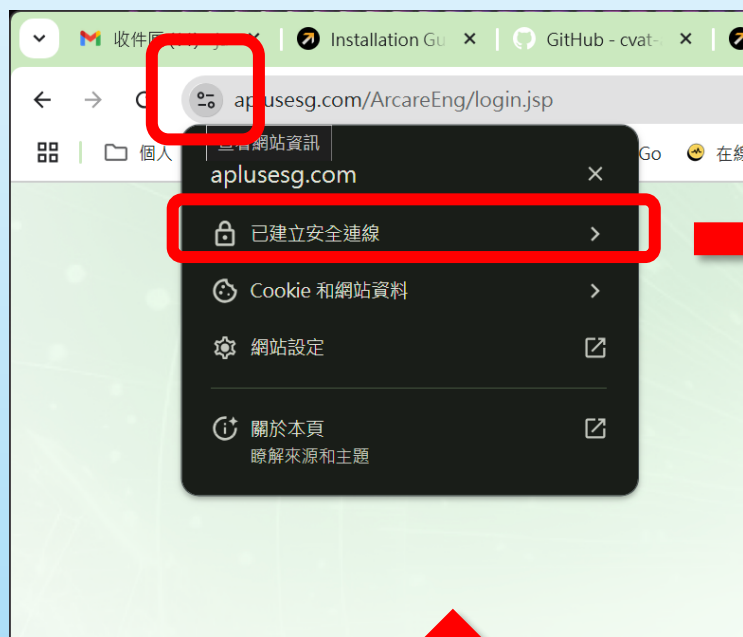 收件匣
Installation Gu
GitHub - cvat-
aplusesg.com/ArcareEng/login.jsp
個人
Go
在線
查看網站資訊
aplusesg.com
已建立安全連線
Cookie 和網站資料
網站設定
關於本頁
瞭解來源和主題